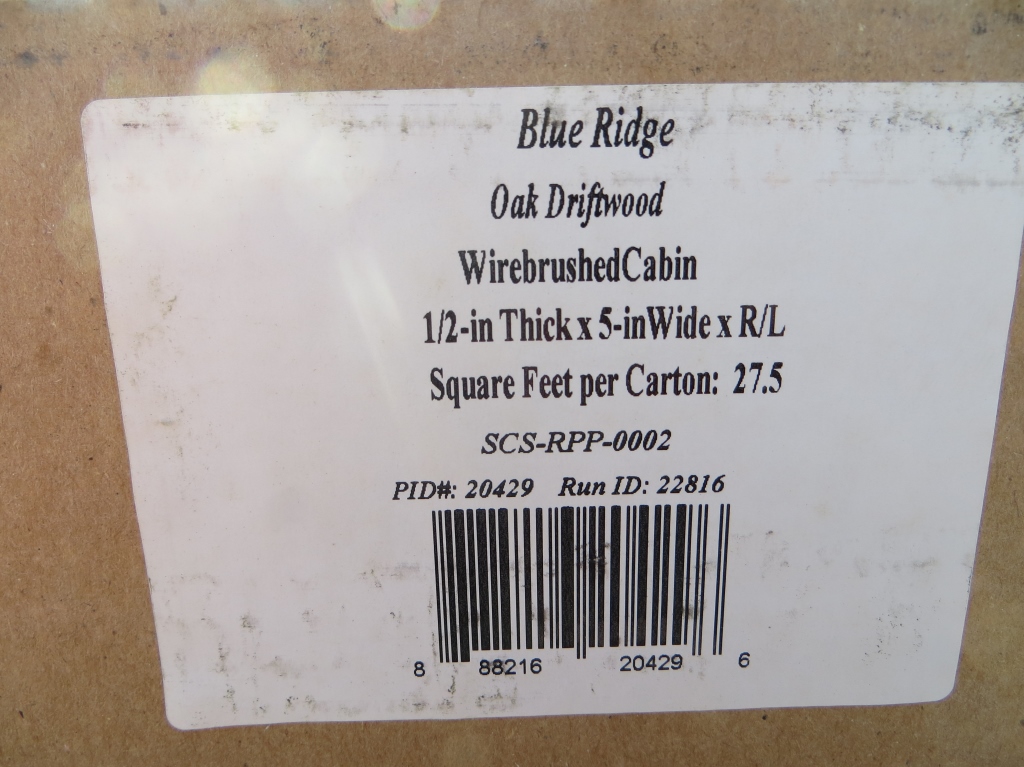 Blue Ridge
Oak Driftwood
WirebrushedCabin
1/2-in Thick x 5-inWide x R/L
Square Feet per Carton: 27.5
SCS-RPP-0002
PID#: 20429 Run ID: 22816
8 88216 20429 6